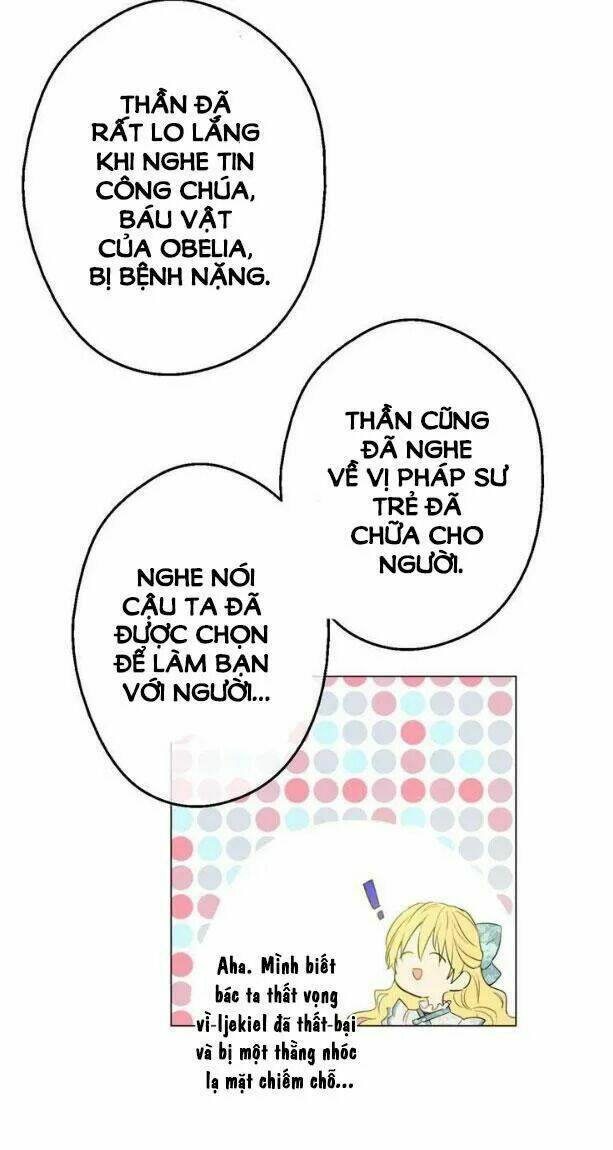 THẦN ĐÃ
RẤT LO LẮNG
KHI NGHE TIN
CÔNG CHÚA,
BÁU VẬT
CỦA OBELIA,
BỊ BỆNH NẶNG.
THẦN CŨNG
ĐÃ NGHE
VỀ VỊ PHÁP SƯ
TRẺ ĐÃ
CHỮA CHO
NGƯỜI.
NGHE NÓI
CẬU TA ĐÃ
ĐƯỢC CHỌN
ĐỂ LÀM BẠN
VỚI NGƯỜI...
!
Aha. Mình biết
bác ta thất vọng
vì Ijekiel đã thất bại
và bị một thằng nhóc
lạ mặt chiếm chỗ...